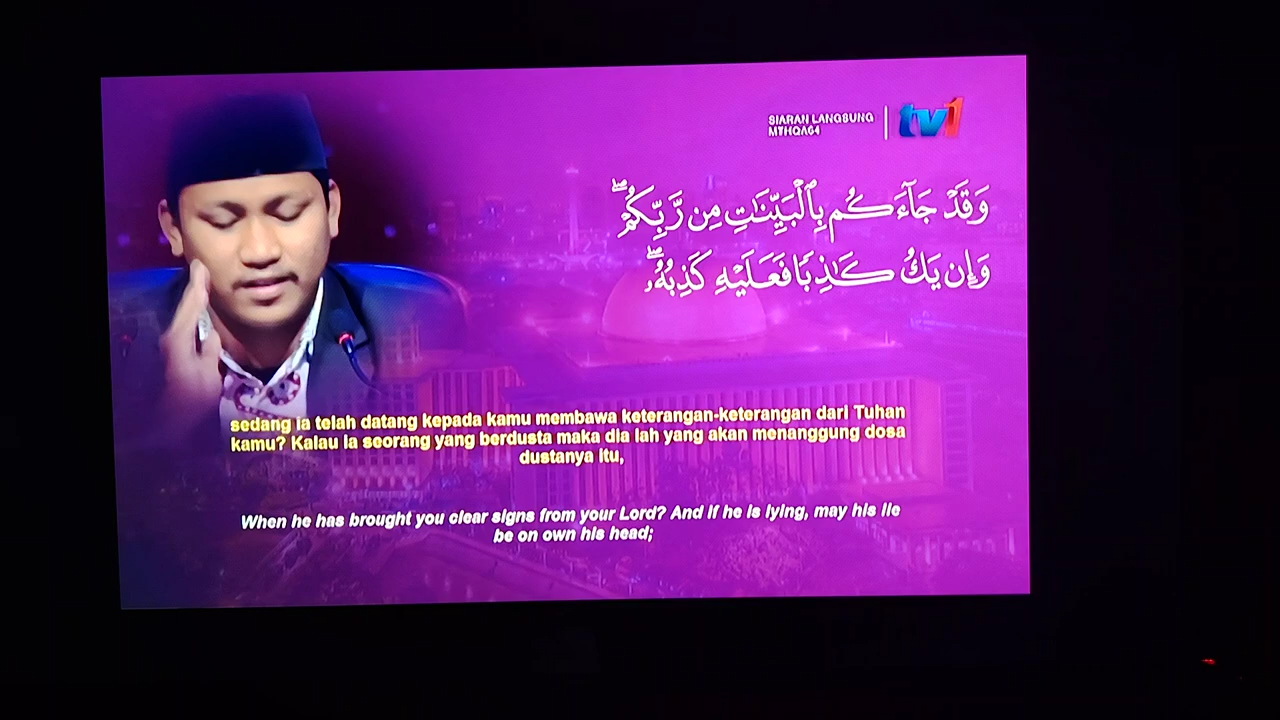 SIARAN LANGSUNG
MTHQA64
tv1
وَقَدْ جَآءَكُم بِٱلْبَيِّنَٰتِ مِن رَّبِّكُمْ ۖ
وَإِن يَكُ كَٰذِبًا فَعَلَيْهِ كَذِبُهُۥ ۖ
sedang ia telah datang kepada kamu membawa keterangan-keterangan dari Tuhan
kamu? Kalau ia seorang yang berdusta maka dia lah yang akan menanggung dosa
dustanya itu,
When he has brought you clear signs from your Lord? And if he is lying, may his lie
be on own his head;